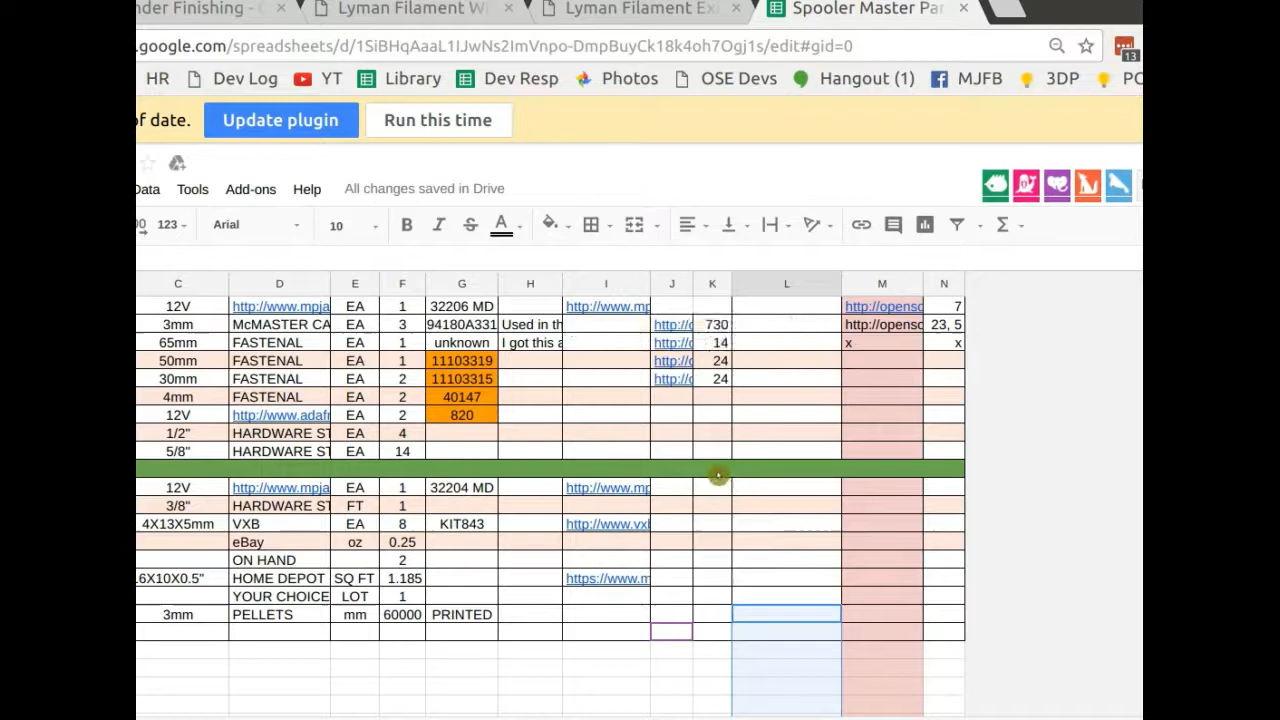 nder Finishing - G
Lyman Filament W
Lyman Filament Ex
Spooler Master Par
.google.com/spreadsheets/d/1SiBHqAaaL1IJwNs2ImVnpo-DmpBuyCk18k4oh7Ogj1s/edit#gid=0
13
HR Dev Log YT Library Dev Resp Photos OSE Devs Hangout (1) MJFB 3DP PC
of date. Update plugin Run this time
Data Tools Add-ons Help All changes saved in Drive
.00 123 Arial 10 B I S A Σ
C D E F G H I J K L M N
12V http://www.mpja EA 1 32206 MD http://www.mp http://openso 7
3mm McMASTER CA EA 3 94180A331 Used in th http://c 730 http://openso 23, 5
65mm FASTENAL EA 1 unknown I got this a http://c 14 x x
50mm FASTENAL EA 1 11103319 http://c 24
30mm FASTENAL EA 2 11103315 http://c 24
4mm FASTENAL EA 2 40147
12V http://www.adafr EA 2 820
1/2" HARDWARE ST EA 4
5/8" HARDWARE ST EA 14
12V http://www.mpja EA 1 32204 MD http://www.mp
3/8" HARDWARE ST FT 1
4X13X5mm VXB EA 8 KIT843 http://www.vxb
eBay oz 0.25
ON HAND 2
16X10X0.5" HOME DEPOT SQ FT 1.185 https://www.m
YOUR CHOICE LOT 1
3mm PELLETS mm 60000 PRINTED